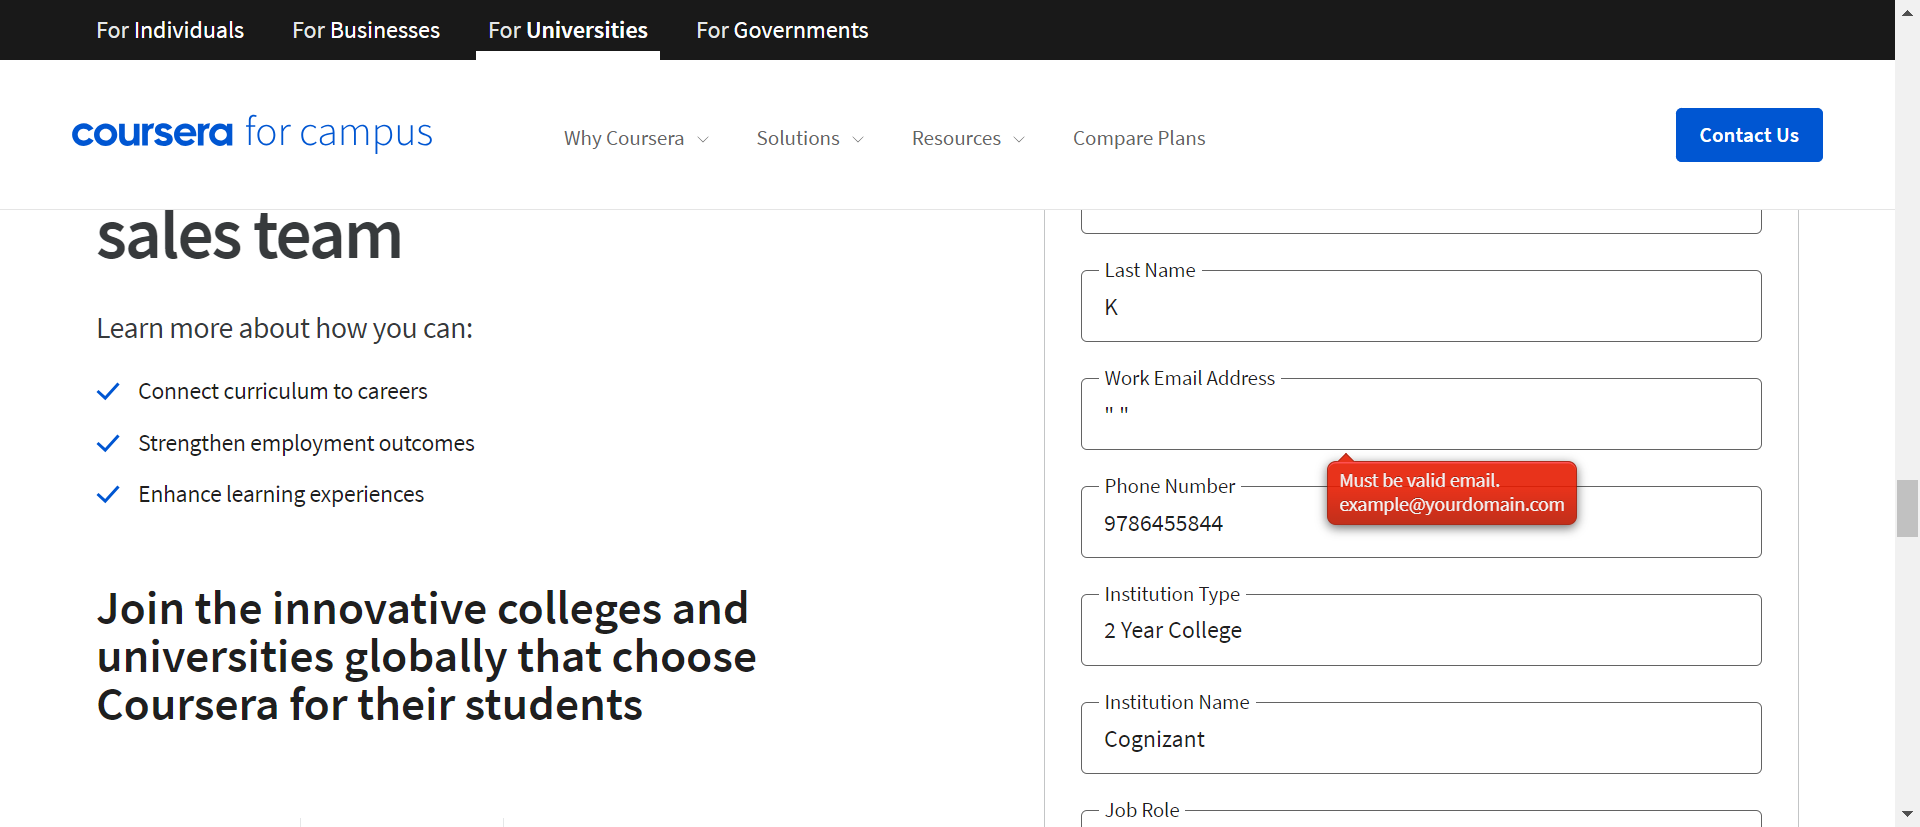 For Individuals For Businesses For Universities For Governments
coursera for campus Why Coursera Solutions Resources Compare Plans Contact Us
sales team
Learn more about how you can:
Connect curriculum to careers
Strengthen employment outcomes
Enhance learning experiences
Join the innovative colleges and
universities globally that choose
Coursera for their students
Last Name
K
Work Email Address
" "
Must be valid email.
example@yourdomain.com
Phone Number
9786455844
Institution Type
2 Year College
Institution Name
Cognizant
Job Role